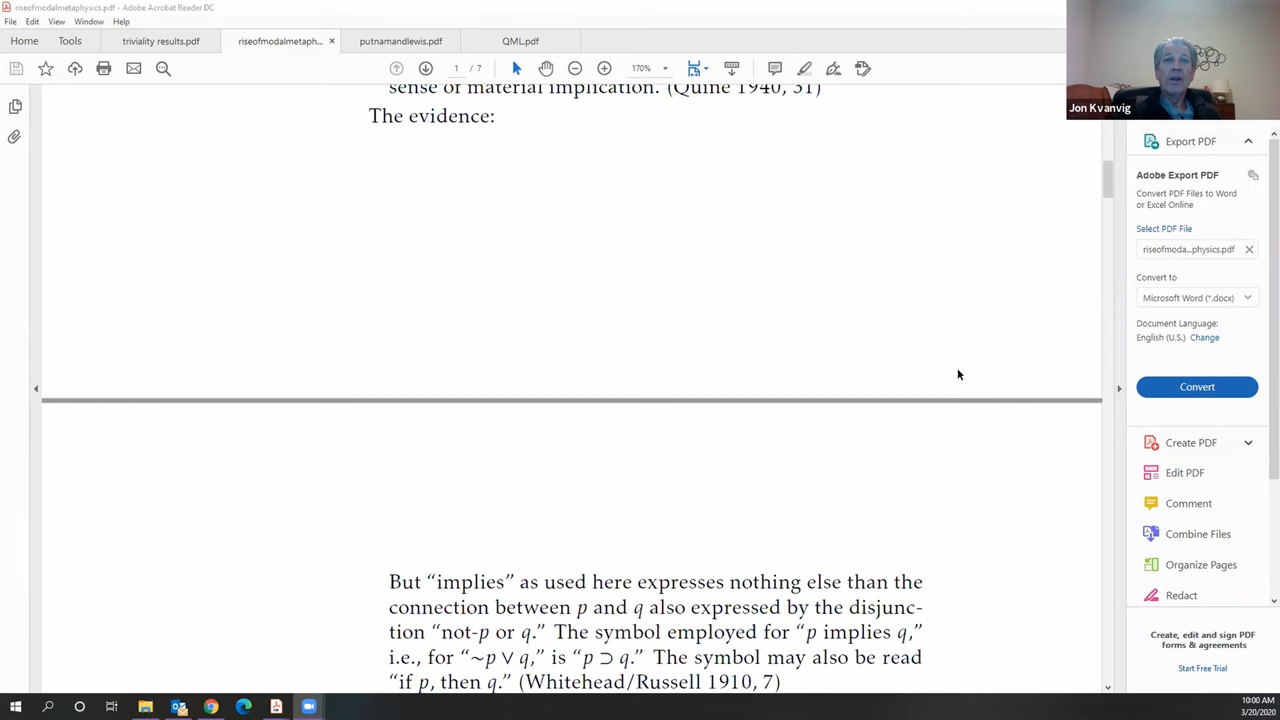 riseofmodalmetaphysics.pdf - Adobe Acrobat Reader DC
File Edit View Window Help
Home Tools triviality results.pdf riseofmodalmetaph... × putnamandlewis.pdf QML.pdf
1 / 7 170%
Jon Kvanvig
sense of material implication. (Quine 1940, 31)
The evidence:
But “implies” as used here expresses nothing else than the
connection between p and q also expressed by the disjunc-
tion “not-p or q.” The symbol employed for “p implies q,”
i.e., for “~p ∨ q,” is “p ⊃ q.” The symbol may also be read
“if p, then q.” (Whitehead/Russell 1910, 7)
Export PDF
Adobe Export PDF
Convert PDF Files to Word
or Excel Online
Select PDF File
riseofmoda...physics.pdf
Convert to
Microsoft Word (*.docx)
Document Language:
English (U.S.) Change
Convert
Create PDF
Edit PDF
Comment
Combine Files
Organize Pages
Redact
Create, edit and sign PDF
forms & agreements
Start Free Trial
10:00 AM
3/20/2020